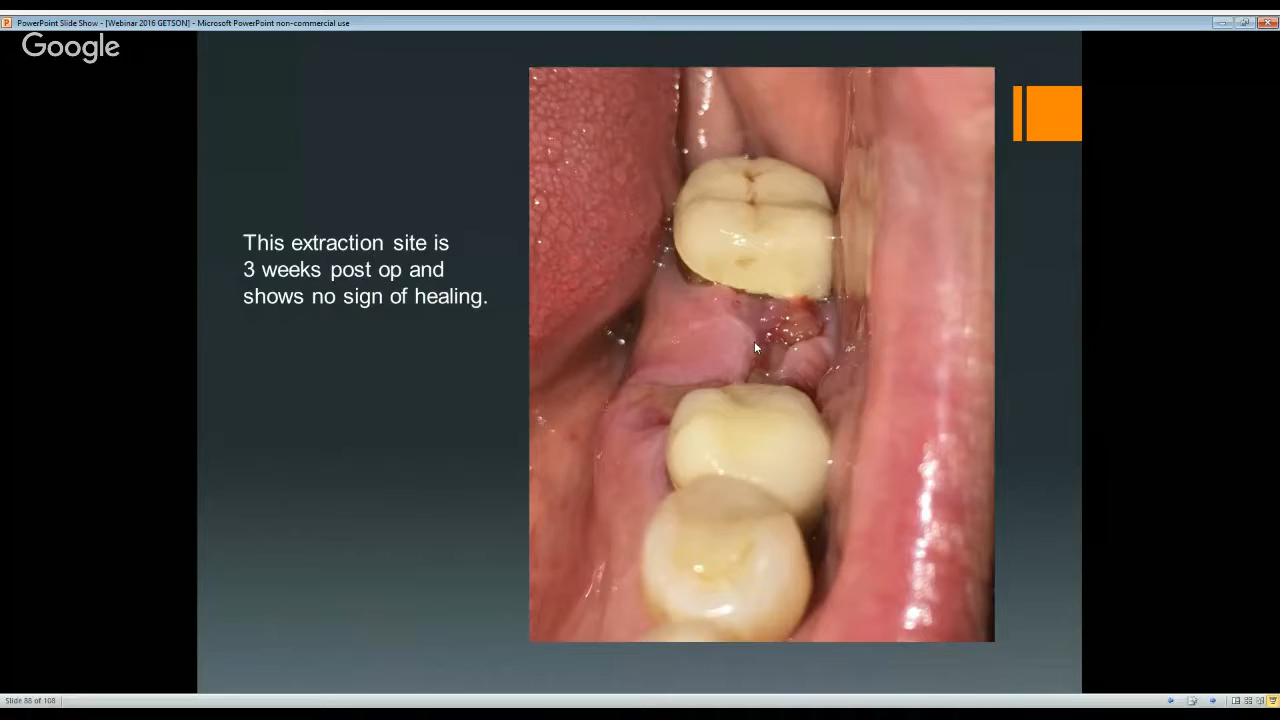 PowerPoint Slide Show - [Webinar 2016 GETSON] - Microsoft PowerPoint non-commercial use
Google
This extraction site is
3 weeks post op and
shows no sign of healing.
Slide 88 of 108